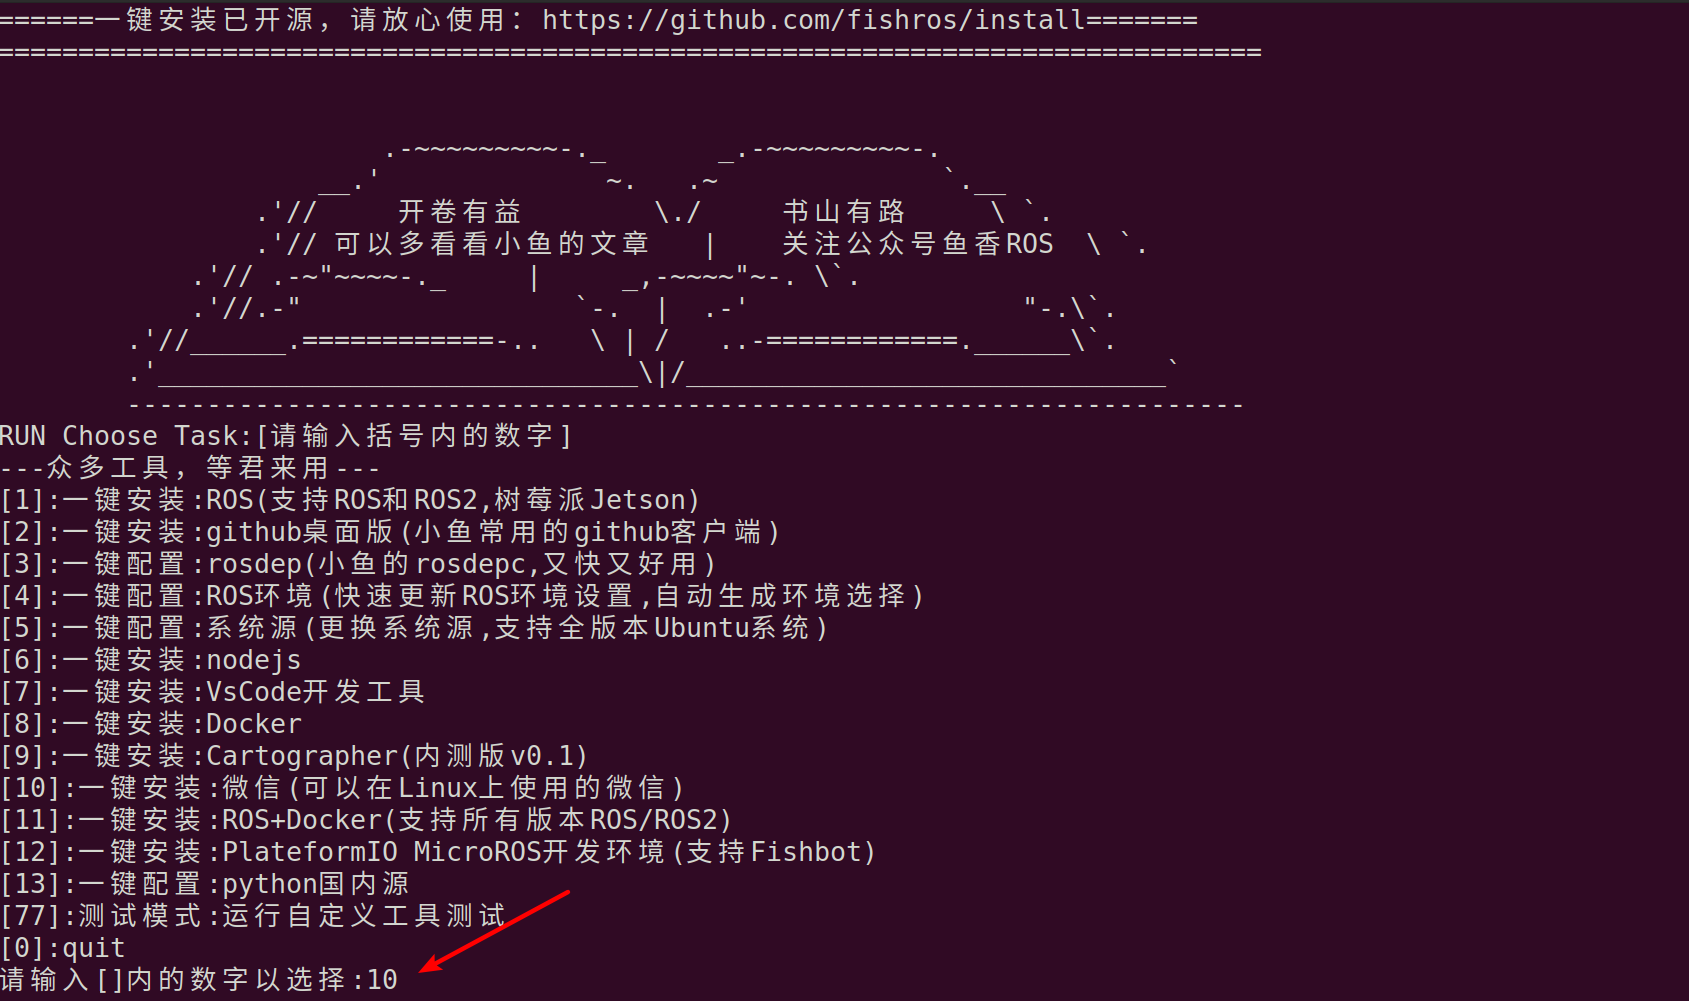 ======一键安装已开源，请放心使用：https://github.com/fishros/install=======
===============================================================================
.-~~~~~~~~~-._       _.-~~~~~~~~~-.
__.'              ~.   .~              `.__
.'//     开卷有益        \./     书山有路     \ `.
.'// 可以多看看小鱼的文章   |    关注公众号鱼香ROS  \ `.
.'// .-~"~~~~-._     |     _,-~~~~"~-. \`.
.'//.-"                 `-.  |  .-'                 "-.\`.
.'//______.============-..   \ | /   ..-============.______\`.
.'______________________________\|/______________________________`
----------------------------------------------------------------------
RUN Choose Task:[请输入括号内的数字]
---众多工具，等君来用---
[1]:一键安装:ROS(支持ROS和ROS2,树莓派Jetson)
[2]:一键安装:github桌面版(小鱼常用的github客户端)
[3]:一键配置:rosdep(小鱼的rosdepc,又快又好用)
[4]:一键配置:ROS环境(快速更新ROS环境设置,自动生成环境选择)
[5]:一键配置:系统源(更换系统源,支持全版本Ubuntu系统)
[6]:一键安装:nodejs
[7]:一键安装:VsCode开发工具
[8]:一键安装:Docker
[9]:一键安装:Cartographer(内测版v0.1)
[10]:一键安装:微信(可以在Linux上使用的微信)
[11]:一键安装:ROS+Docker(支持所有版本ROS/ROS2)
[12]:一键安装:PlateformIO MicroROS开发环境(支持Fishbot)
[13]:一键配置:python国内源
[77]:测试模式:运行自定义工具测试
[0]:quit
请输入[]内的数字以选择:10